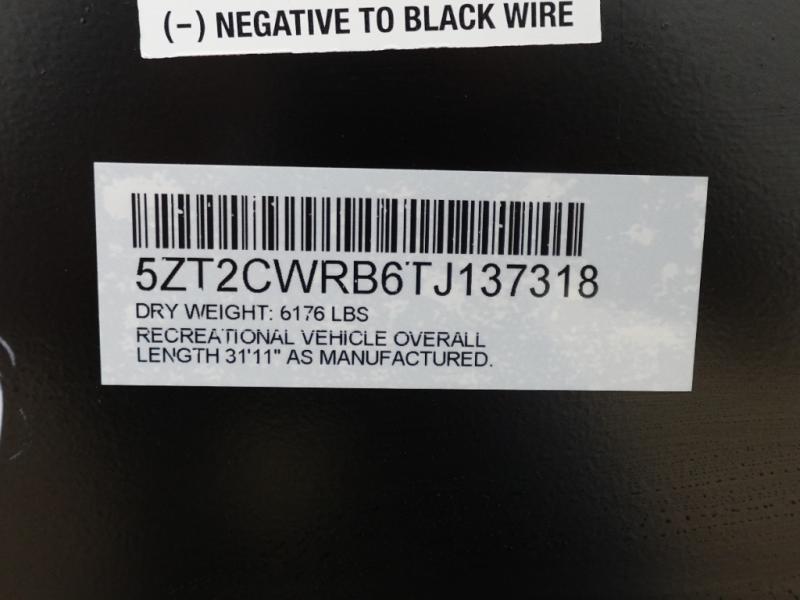 (-) NEGATIVE TO BLACK WIRE
5ZT2CWRB6TJ137318
DRY WEIGHT: 6176 LBS
RECREATIONAL VEHICLE OVERALL
LENGTH 31'11" AS MANUFACTURED.